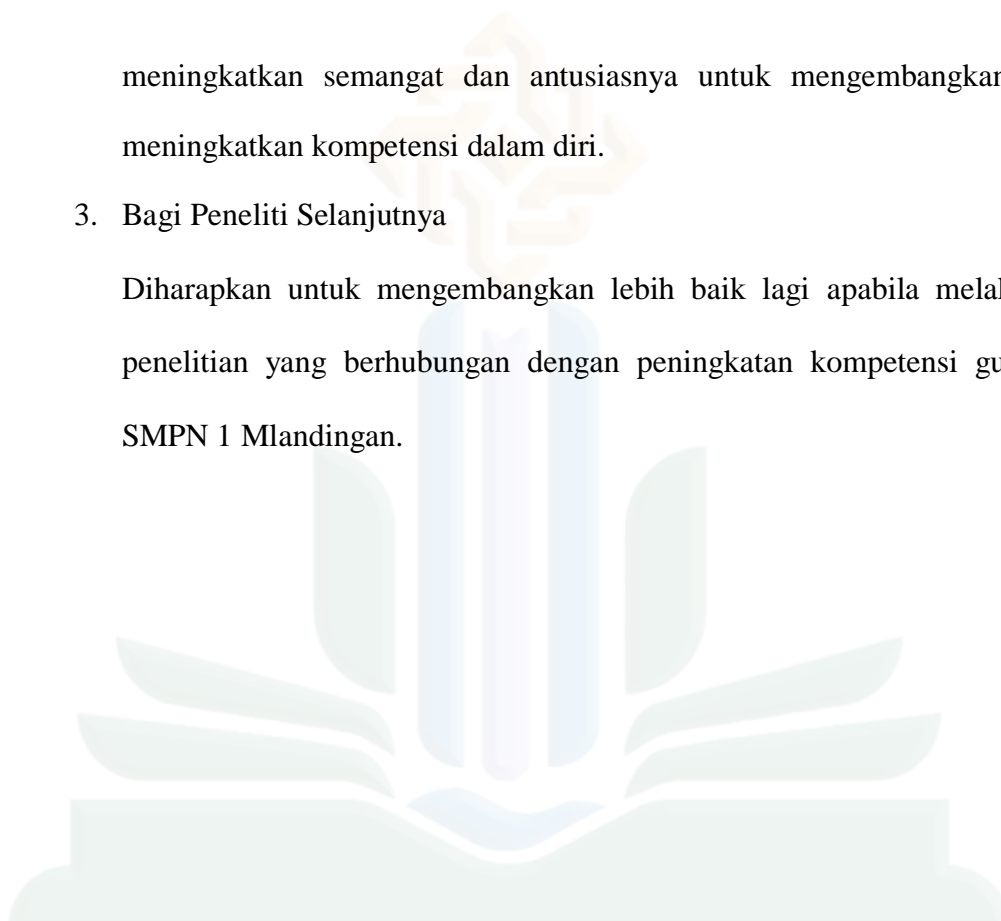 meningkatkan semangat dan antusiasnya untuk mengembangkan
meningkatkan kompetensi dalam diri.
3. Bagi Peneliti Selanjutnya
Diharapkan untuk mengembangkan lebih baik lagi apabila
penelitian yang berhubungan dengan peningkatan kompetensi
SMPN 1 Mlandingan.